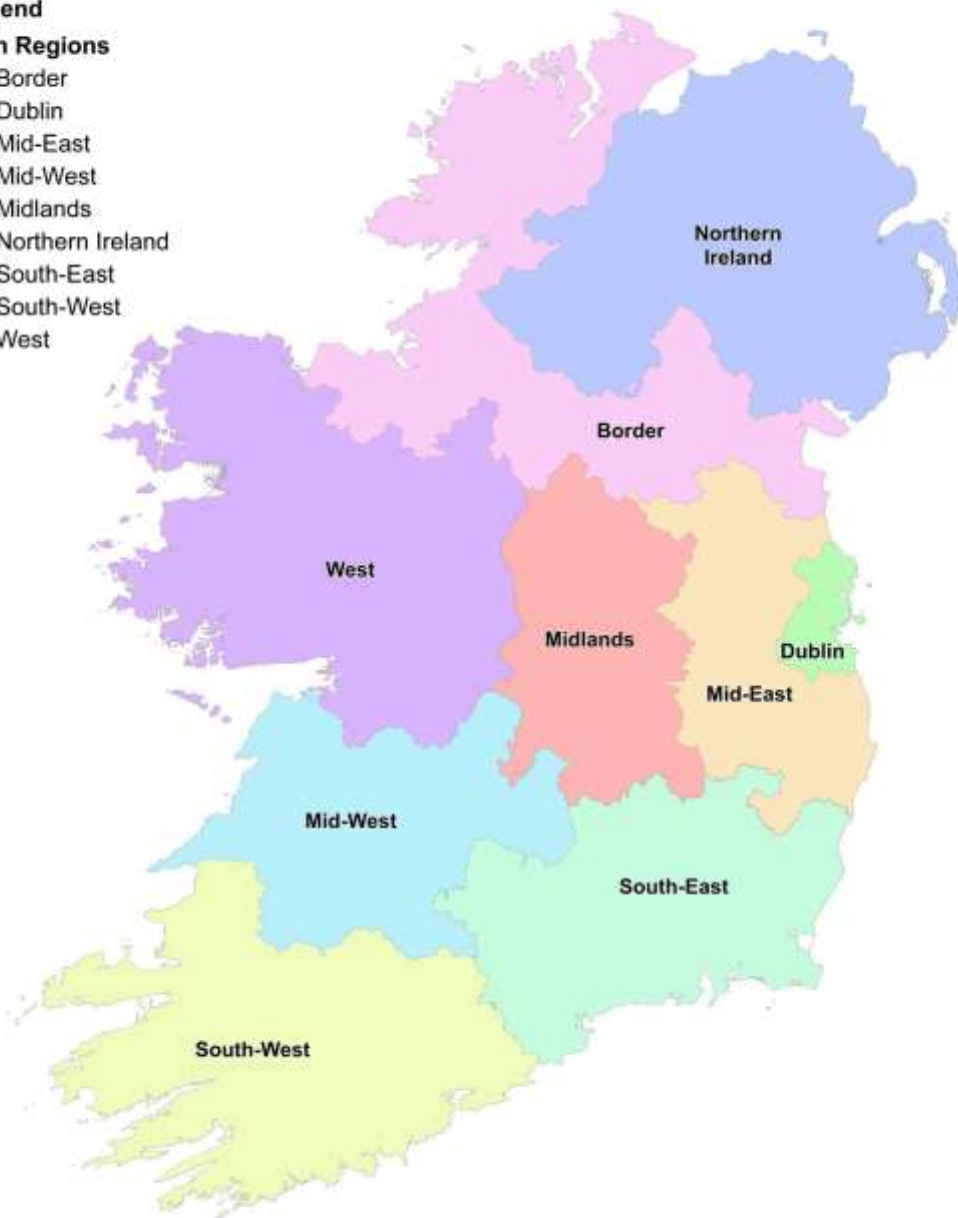 end
n Regions
Border
Dublin
Mid-East
Mid-West
Midlands
Northern Ireland
South-East
South-West
West
Northern
Ireland
Border
West
Midlands
Dublin
Mid-East
Mid-West
South-East
South-West